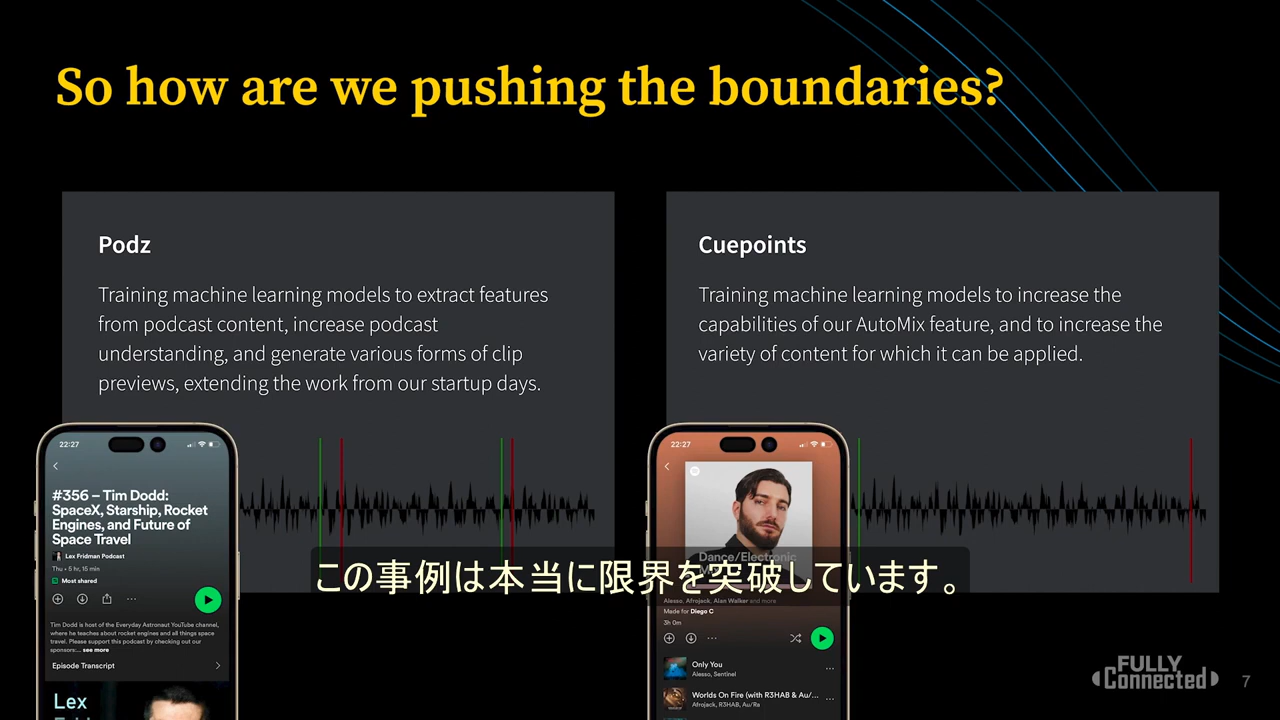 So how are we pushing the boundaries?
Podz
Training machine learning models to extract features
from podcast content, increase podcast
understanding, and generate various forms of clip
previews, extending the work from our startup days.
Cuepoints
Training machine learning models to increase the
capabilities of our AutoMix feature, and to increase the
variety of content for which it can be applied.
22:27
#356 – Tim Dodd:
SpaceX, Starship, Rocket
Engines, and Future of
Space Travel
Lex Fridman Podcast
Thu • 5 hr, 15 min
Most shared
Tim Dodd is host of the Everyday Astronaut YouTube channel,
where he teaches about rocket engines and all things space
travel. Please support this podcast by checking out our
sponsors:... see more
Episode Transcript
Lex
22:27
Dance/Electronic
Alesso, Afrojack, Alan Walker and more
Made for Diego C
3h 0m
Only You
Alesso, Sentinel
Worlds On Fire (with R3HAB & Au/...
Afrojack, R3HAB, Au/Ra
この事例は本当に限界を突破しています。
FULLY
Connected
7